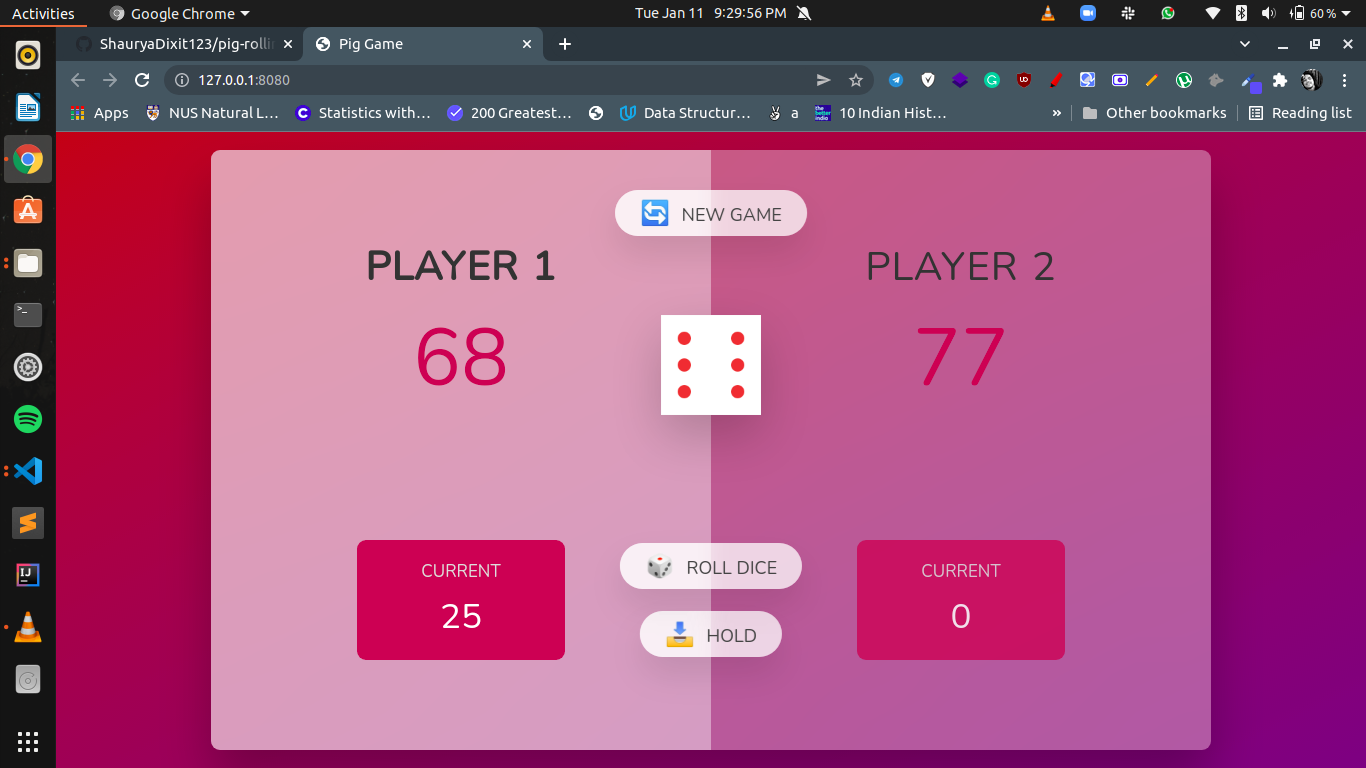 Activities Google Chrome Tue Jan 11 9:29:56 PM 60 %
ShauryaDixit123/pig-rolli Pig Game
127.0.0.1:8080
Apps NUS Natural L… Statistics with… 200 Greatest… Data Structur… a 10 Indian Hist… » Other bookmarks Reading list
NEW GAME
PLAYER 1 PLAYER 2
68 77
CURRENT ROLL DICE CURRENT
25 0
HOLD